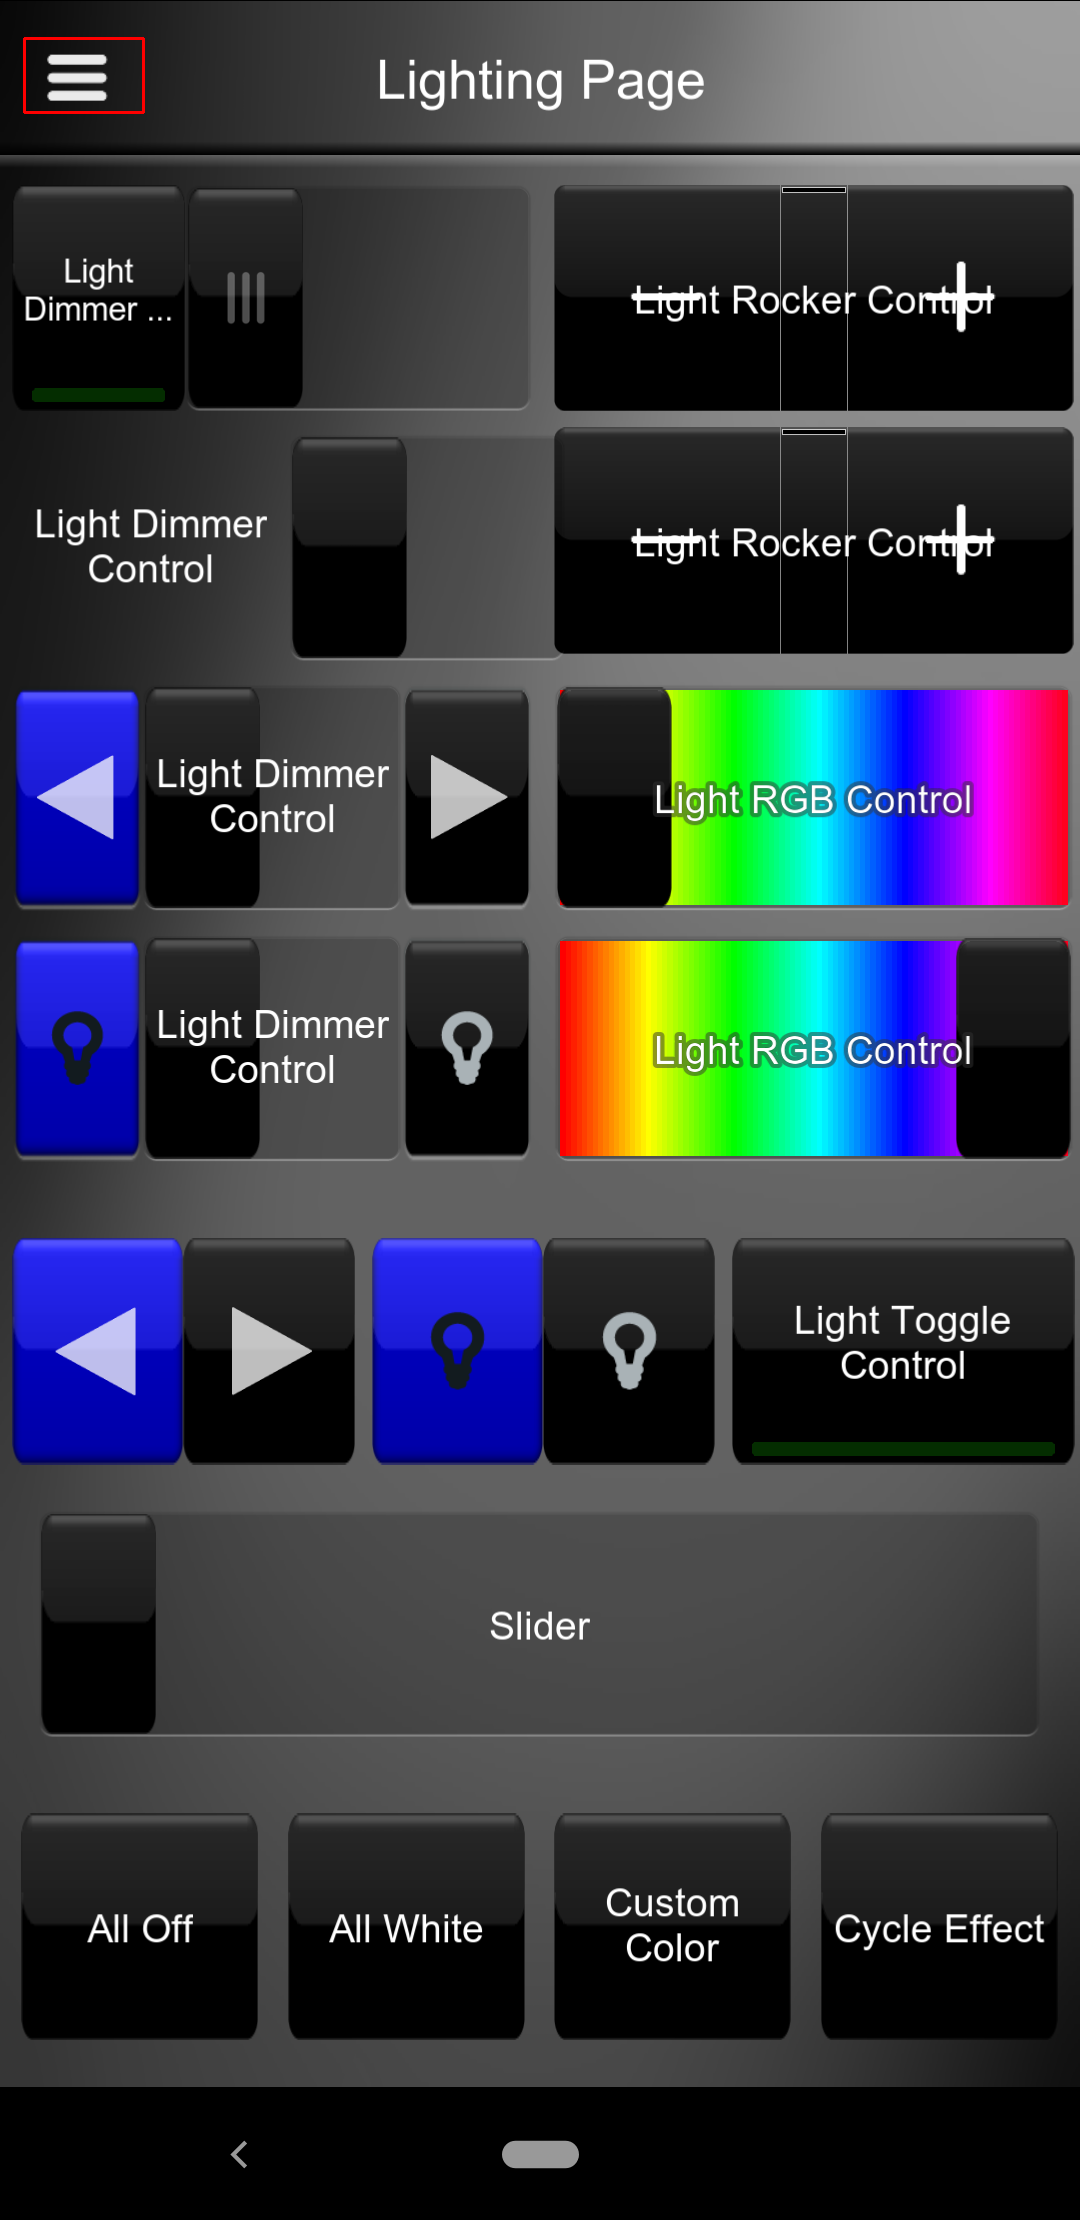 Lighting Page
Light
Dimmer ...
Light Rocker Control
Light Dimmer
Control
Light Rocker Control
Light Dimmer
Control
Light RGB Control
Light Dimmer
Control
Light RGB Control
Light Toggle
Control
Slider
All Off
All White
Custom
Color
Cycle Effect